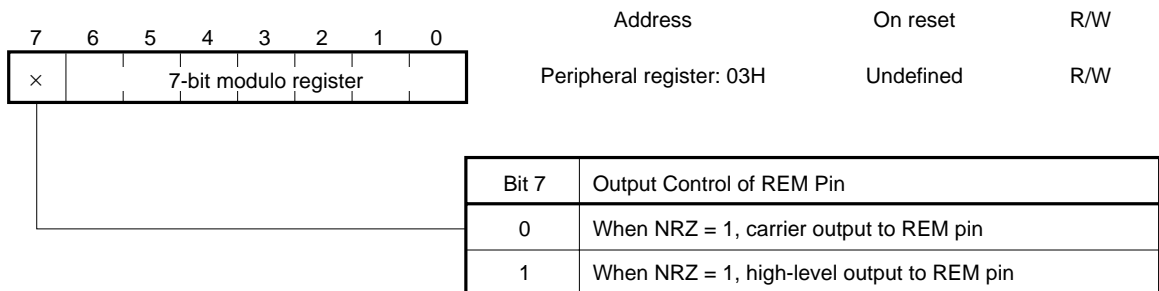 Address On reset R/W
7 6 5 4 3 2 1 0
× 7-bit modulo register Peripheral register: 03H Undefined R/W
Bit 7 Output Control of REM Pin
0 When NRZ = 1, carrier output to REM pin
1 When NRZ = 1, high-level output to REM pin